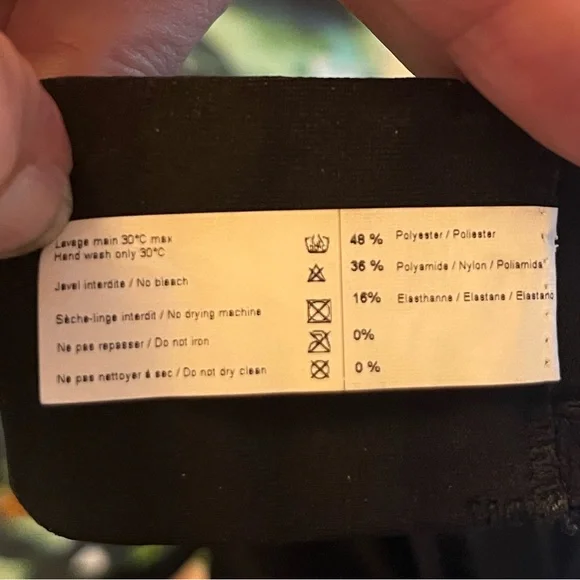 Lavage main 30°C max
Hand wash only 30°C
Javel interdite / No bleach
Sèche-linge interdit / No drying machine
Ne pas repasser / Do not iron
Ne pas nettoyer à sec / Do not dry clean
48 % Polyester / Poliester
36 % Polyamide / Nylon / Poliamida
16% Elasthanne / Elastane / Elastano
0%
0 %